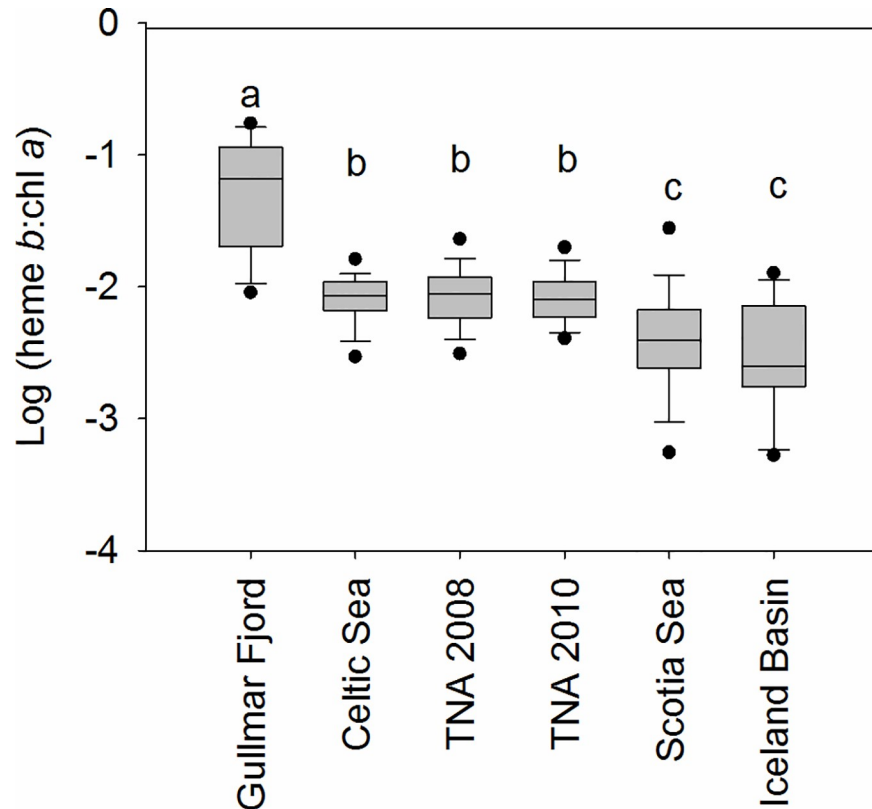 0
-1
-2
-3
-4
Log (heme b:chl a)
a
b
b
b
c
c
Gullmar Fjord
Celtic Sea
TNA 2008
TNA 2010
Scotia Sea
Iceland Basin